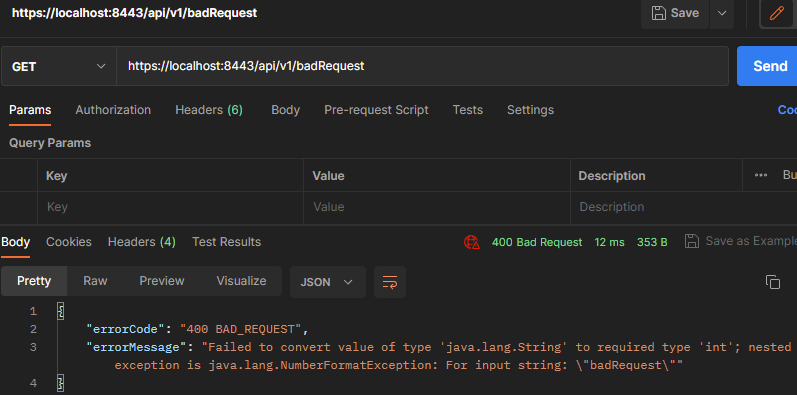 https://localhost:8443/api/v1/badRequest
Save
GET
https://localhost:8443/api/v1/badRequest
Send
Params Authorization Headers (6) Body Pre-request Script Tests Settings Coo
Query Params
Key Value Description ••• Bu
Key Value Description
Body Cookies Headers (4) Test Results 400 Bad Request 12 ms 353 B Save as Example
Pretty Raw Preview Visualize JSON
1 {
2 "errorCode": "400 BAD_REQUEST",
3 "errorMessage": "Failed to convert value of type 'java.lang.String' to required type 'int'; nested
exception is java.lang.NumberFormatException: For input string: \"badRequest\""
4 }